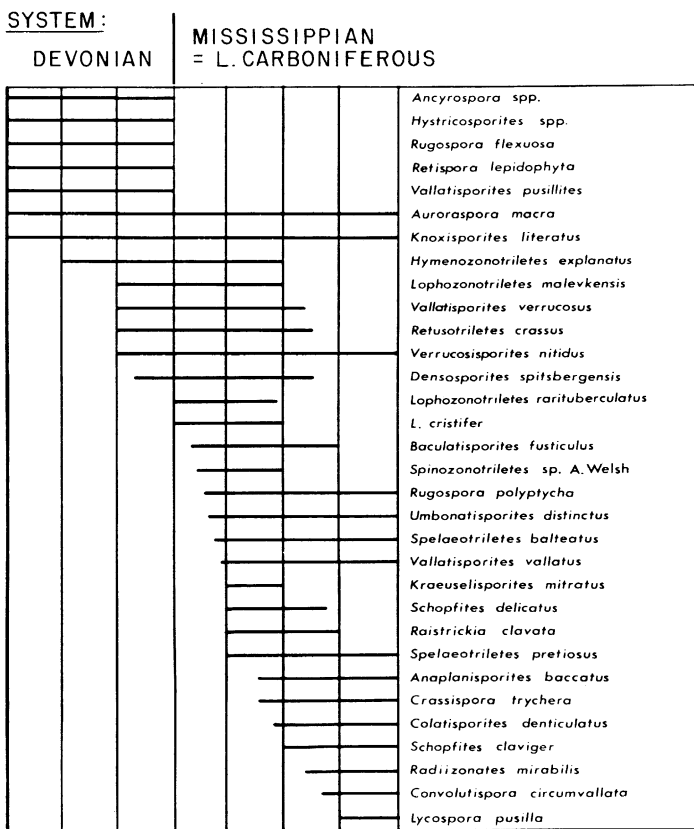 SYSTEM:
DEVONIAN
MISSISSIPPIAN
= L. CARBONIFEROUS
Ancyrospora spp.
Hystricosporites spp.
Rugospora flexuosa
Retispora lepidophyta
Vallatisporites pusillites
Auroraspora macra
Knoxisporites literatus
Hymenozonotriletes explanatus
Lophozonotriletes malevkensis
Vallatisporites verrucosus
Retusotriletes crassus
Verrucosisporites nitidus
Densosporites spitsbergensis
Lophozonotriletes rarituberculatus
L. cristifer
Baculatisporites fusticulus
Spinozonotriletes sp. A. Welsh
Rugospora polyptycha
Umbonatisporites distinctus
Spelaeotriletes balteatus
Vallatisporites vallatus
Kraeuselisporites mitratus
Schopfites delicatus
Raistrickia clavata
Spelaeotriletes pretiosus
Anaplanisporites baccatus
Crassispora trychera
Colatisporites denticulatus
Schopfites claviger
Radiizonates mirabilis
Convolutispora circumvallata
Lycospora pusilla